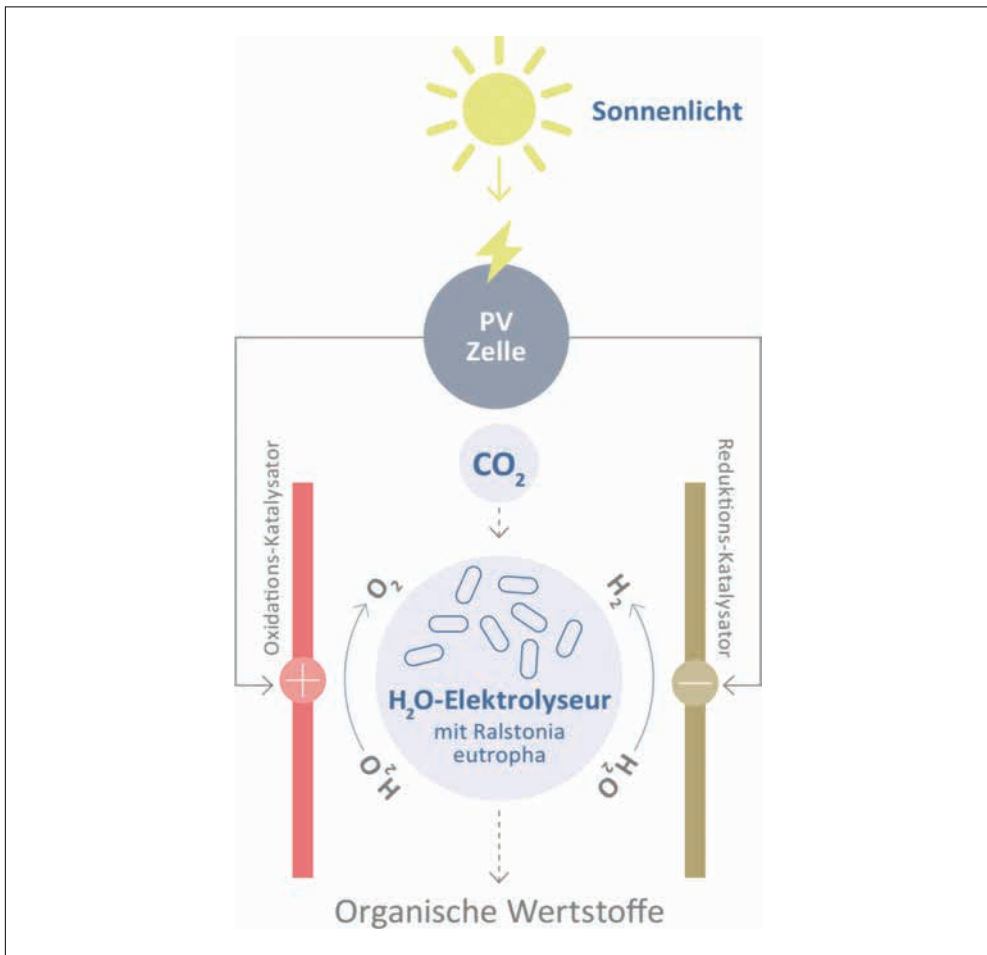 Sonnenlicht
PV
Zelle
CO₂
Oxidations-Katalysator
Reduktions-Katalysator
O₂
H₂
+
−
H₂O-Elektrolyseur
mit Ralstonia
eutropha
H₂O
H₂O
Organische Wertstoffe